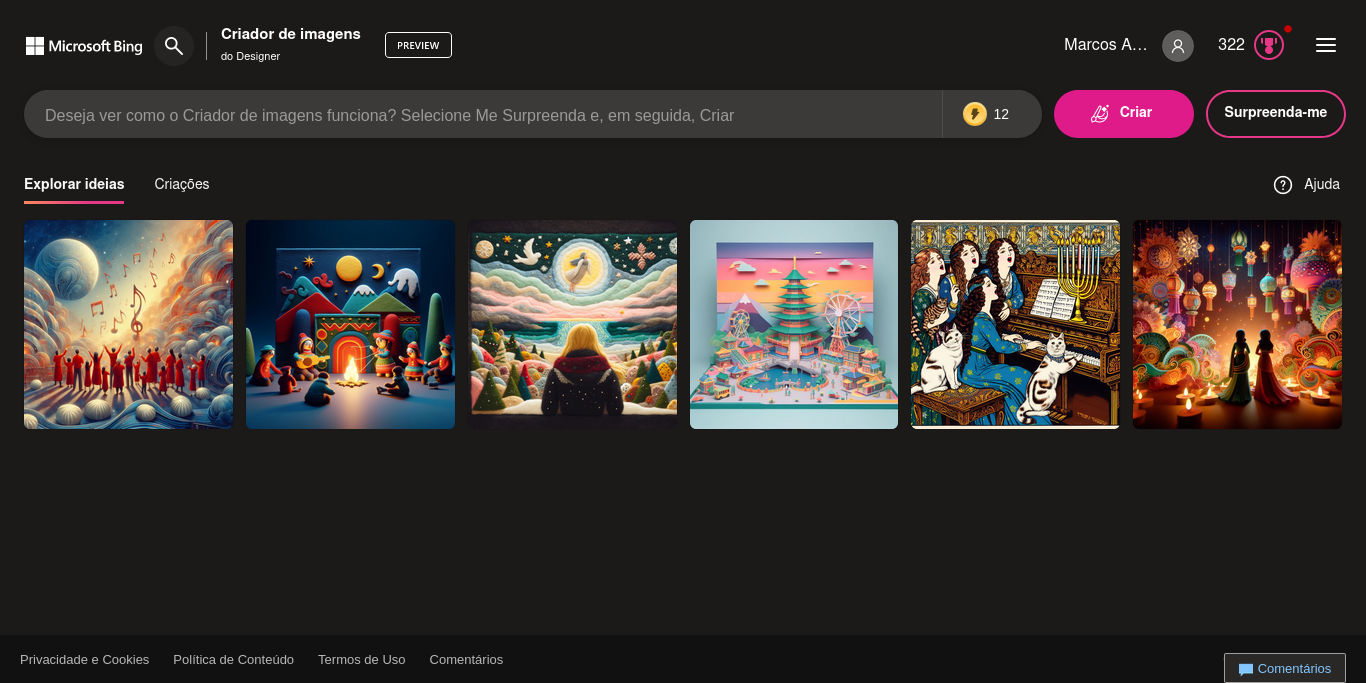 Microsoft Bing
Criador de imagens
do Designer
PREVIEW
Marcos A...
322
Deseja ver como o Criador de imagens funciona? Selecione Me Surpreenda e, em seguida, Criar
12
Criar
Surpreenda-me
Explorar ideias
Criações
Ajuda
Privacidade e Cookies
Política de Conteúdo
Termos de Uso
Comentários
Comentários